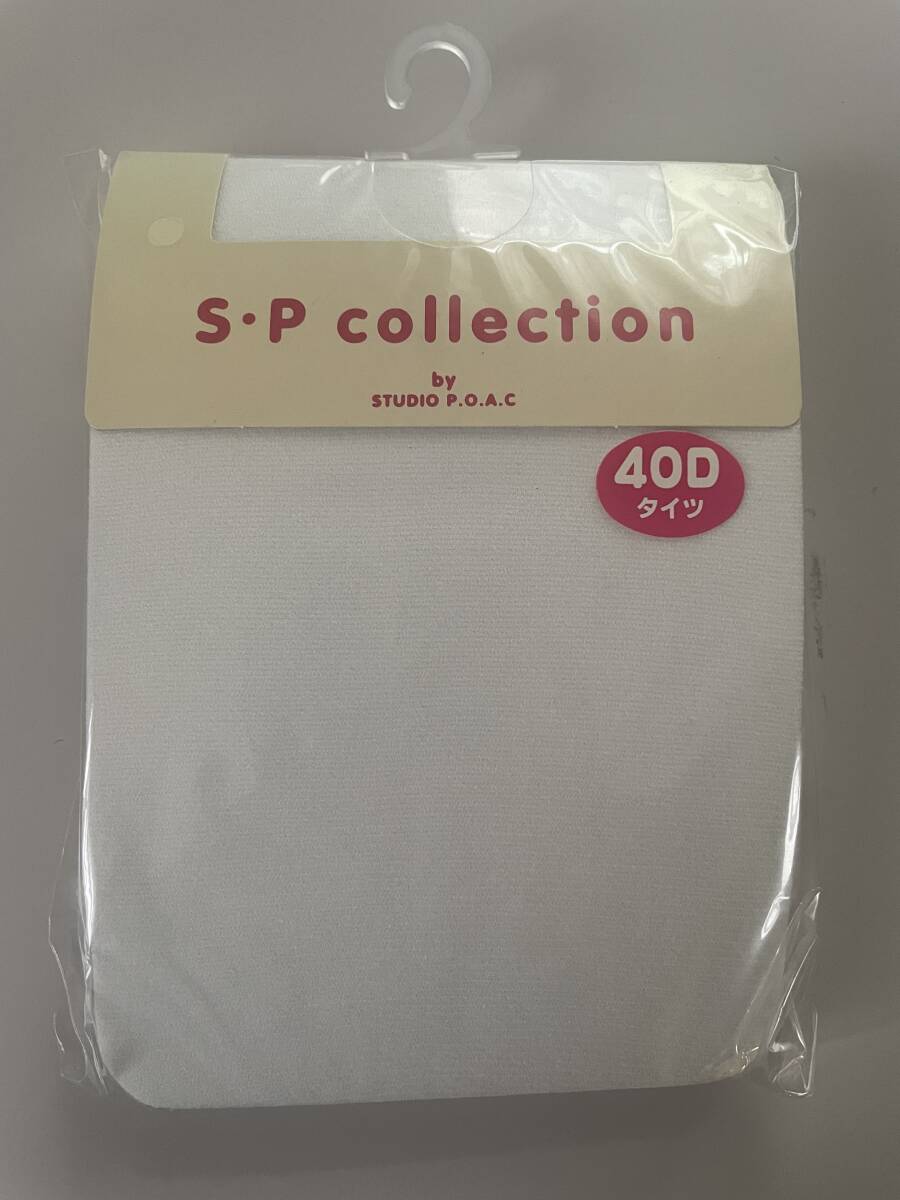 S・P collection
by
STUDIO P.O.A.C
40D
タイツ